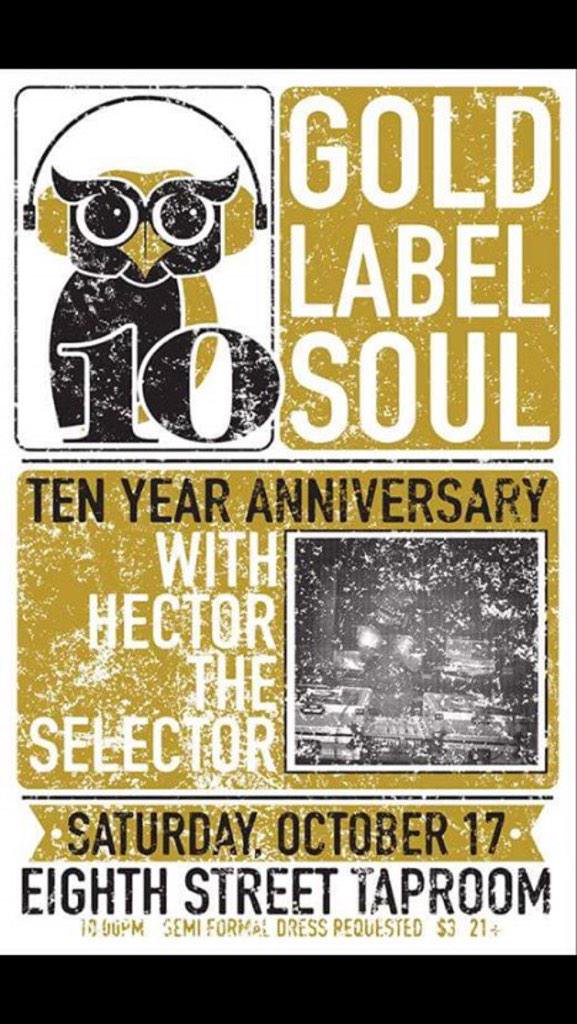 10
GOLD
LABEL
SOUL
TEN YEAR ANNIVERSARY
WITH
HECTOR
THE
SELECTOR
SATURDAY, OCTOBER 17
EIGHTH STREET TAPROOM
10:00PM SEMI FORMAL DRESS REQUESTED $3 21+